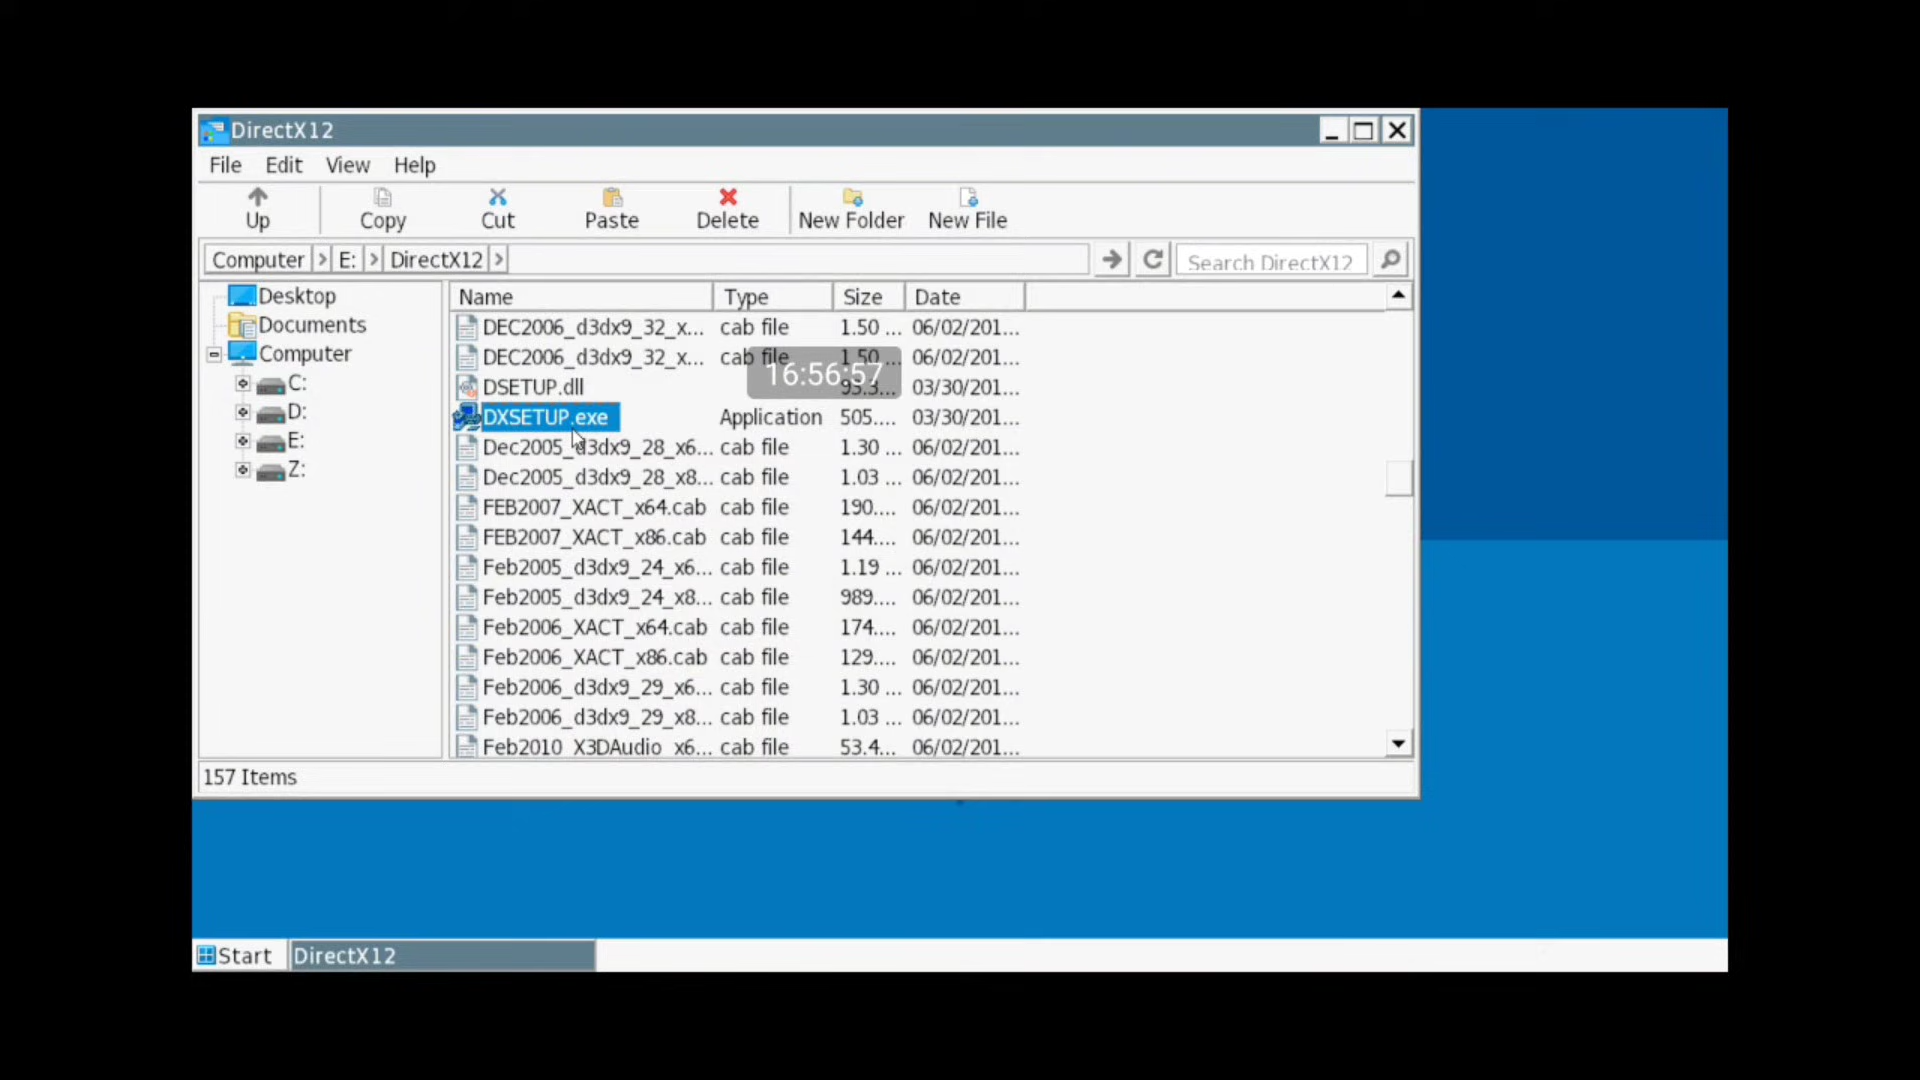 DirectX12
File Edit View Help
Up Copy Cut Paste Delete New Folder New File
Computer E: DirectX12 Search DirectX12
Desktop
Documents
Computer
C:
D:
E:
Z:
Name Type Size Date
DEC2006_d3dx9_32_x... cab file 1.50 ... 06/02/201...
DEC2006_d3dx9_32_x... cab file 1.50 ... 06/02/201...
16:56:57
DSETUP.dll 93.3... 03/30/201...
DXSETUP.exe Application 505.... 03/30/201...
Dec2005_d3dx9_28_x6... cab file 1.30 ... 06/02/201...
Dec2005_d3dx9_28_x8... cab file 1.03 ... 06/02/201...
FEB2007_XACT_x64.cab cab file 190.... 06/02/201...
FEB2007_XACT_x86.cab cab file 144.... 06/02/201...
Feb2005_d3dx9_24_x6... cab file 1.19 ... 06/02/201...
Feb2005_d3dx9_24_x8... cab file 989.... 06/02/201...
Feb2006_XACT_x64.cab cab file 174.... 06/02/201...
Feb2006_XACT_x86.cab cab file 129.... 06/02/201...
Feb2006_d3dx9_29_x6... cab file 1.30 ... 06/02/201...
Feb2006_d3dx9_29_x8... cab file 1.03 ... 06/02/201...
Feb2010_X3DAudio_x6... cab file 53.4... 06/02/201...
157 Items
Start DirectX12